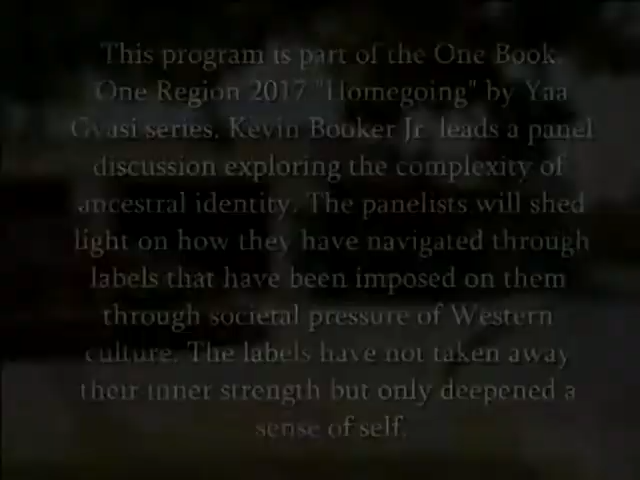 This program is part of the One Book
One Region 2017 "Homegoing" by Yaa
Gyasi series. Kevin Booker Jr. leads a panel
discussion exploring the complexity of
ancestral identity. The panelists will shed
light on how they have navigated through
labels that have been imposed on them
through societal pressure of Western
culture. The labels have not taken away
their inner strength but only deepened a
sense of self.